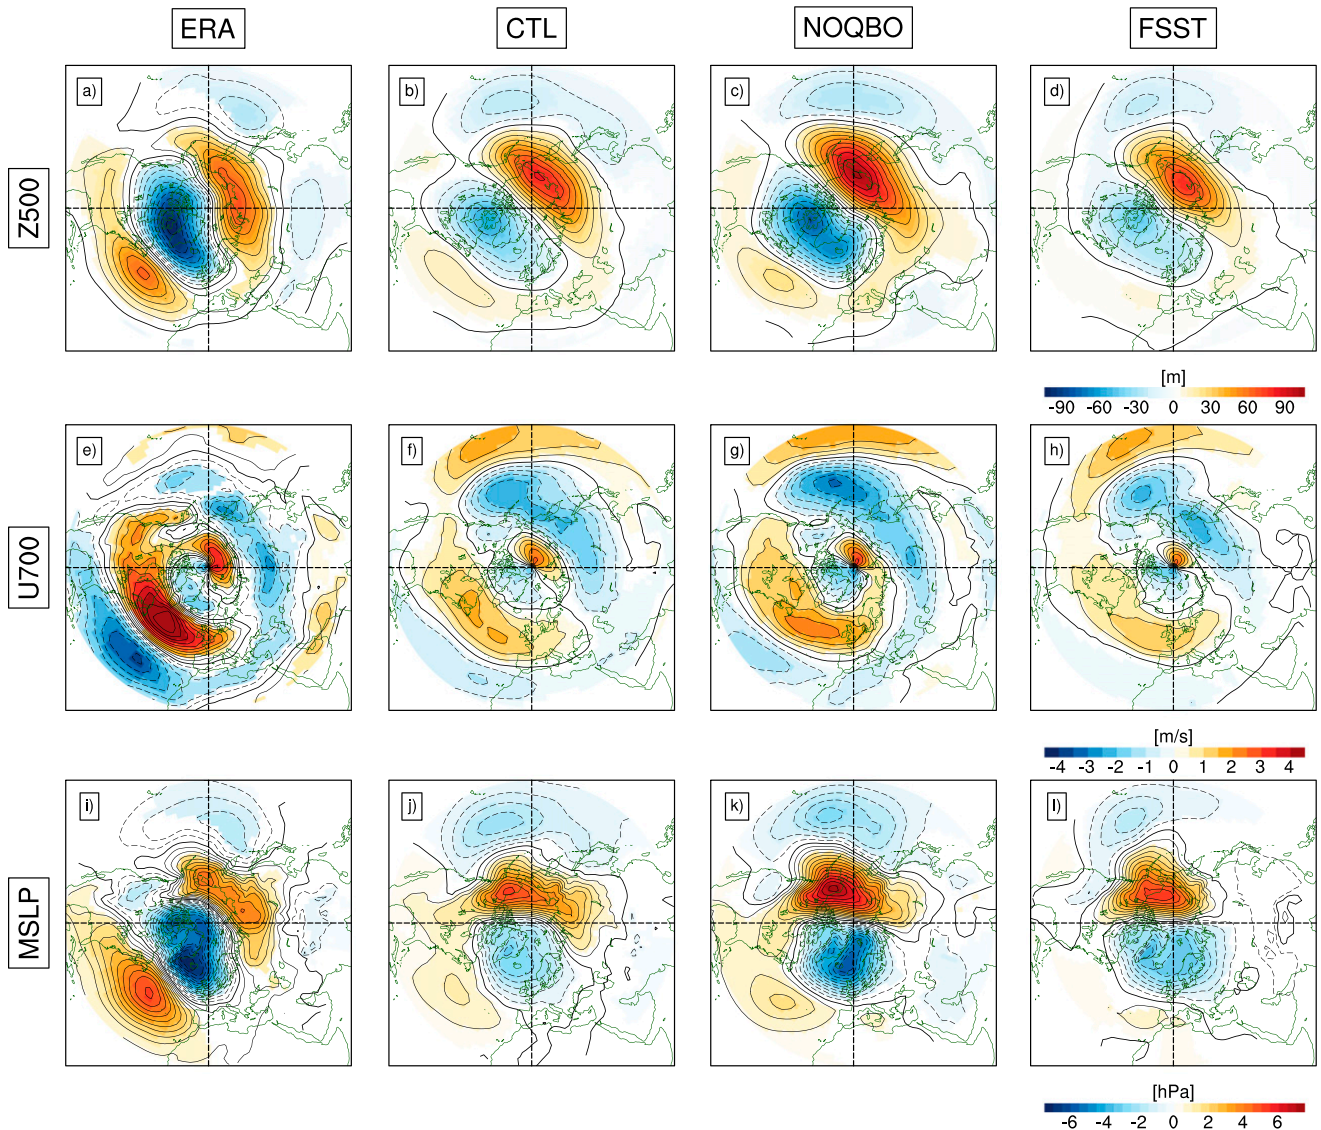 ERA CTL NOQBO FSST
Z500
a) b) c) d)
[m]
-90 -60 -30 0 30 60 90
U700
e) f) g) h)
[m/s]
-4 -3 -2 -1 0 1 2 3 4
MSLP
i) j) k) l)
[hPa]
-6 -4 -2 0 2 4 6